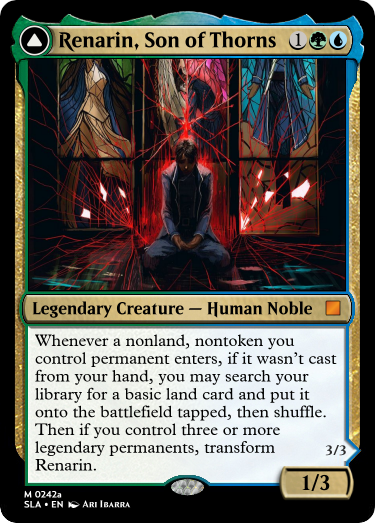 Renarin, Son of Thorns 1
Legendary Creature — Human Noble
Whenever a nonland, nontoken you
control permanent enters, if it wasn't cast
from your hand, you may search your
library for a basic land card and put it
onto the battlefield tapped, then shuffle.
Then if you control three or more
legendary permanents, transform
Renarin.
3/3
1/3
M 0242a
SLA • EN Ari Ibarra